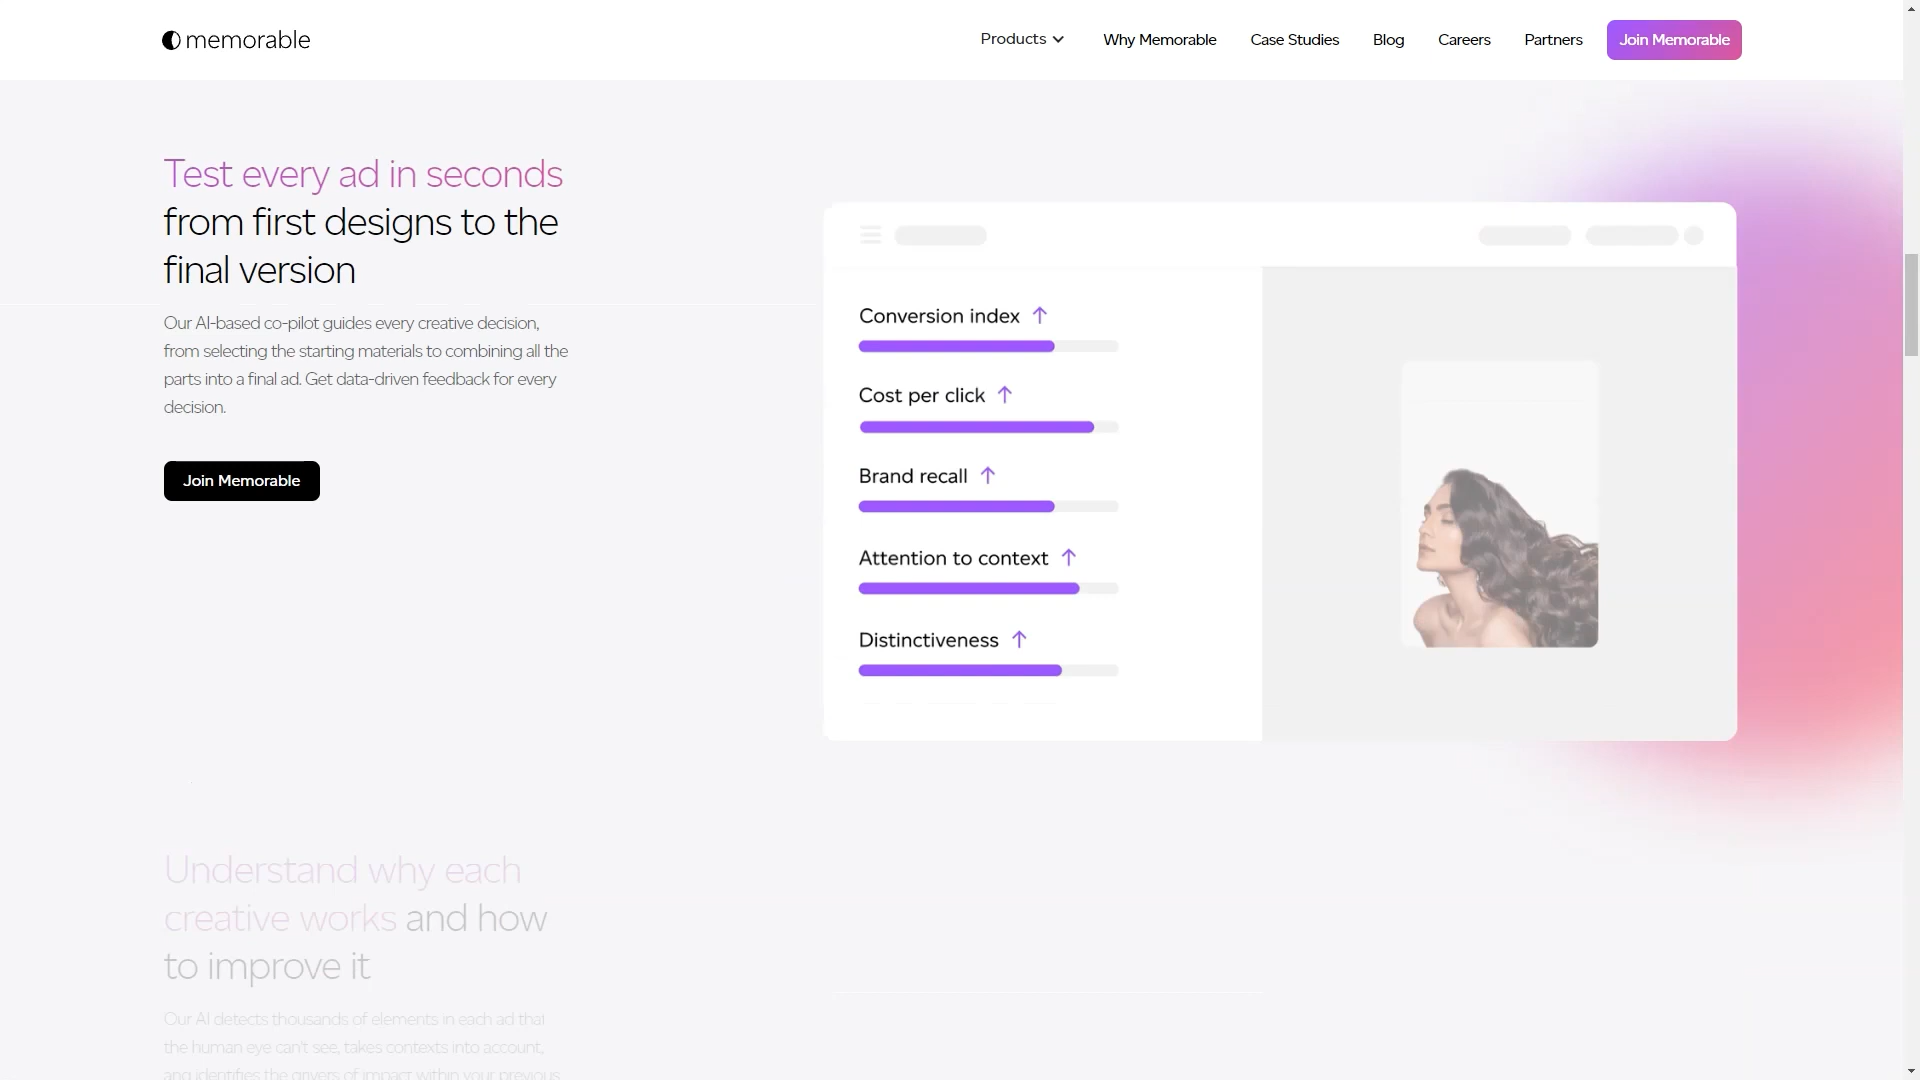 memorable
Products
Why Memorable
Case Studies
Blog
Careers
Partners
Join Memorable
Test every ad in seconds
from first designs to the
final version
Our AI-based co-pilot guides every creative decision,
from selecting the starting materials to combining all the
parts into a final ad. Get data-driven feedback for every
decision.
Join Memorable
Conversion index ↑
Cost per click ↑
Brand recall ↑
Attention to context ↑
Distinctiveness ↑
Understand why each
creative works and how
to improve it
Our AI detects thousands of elements in each ad that
the human eye can't see, takes contexts into account,
and identifies the drivers of impact within your previous